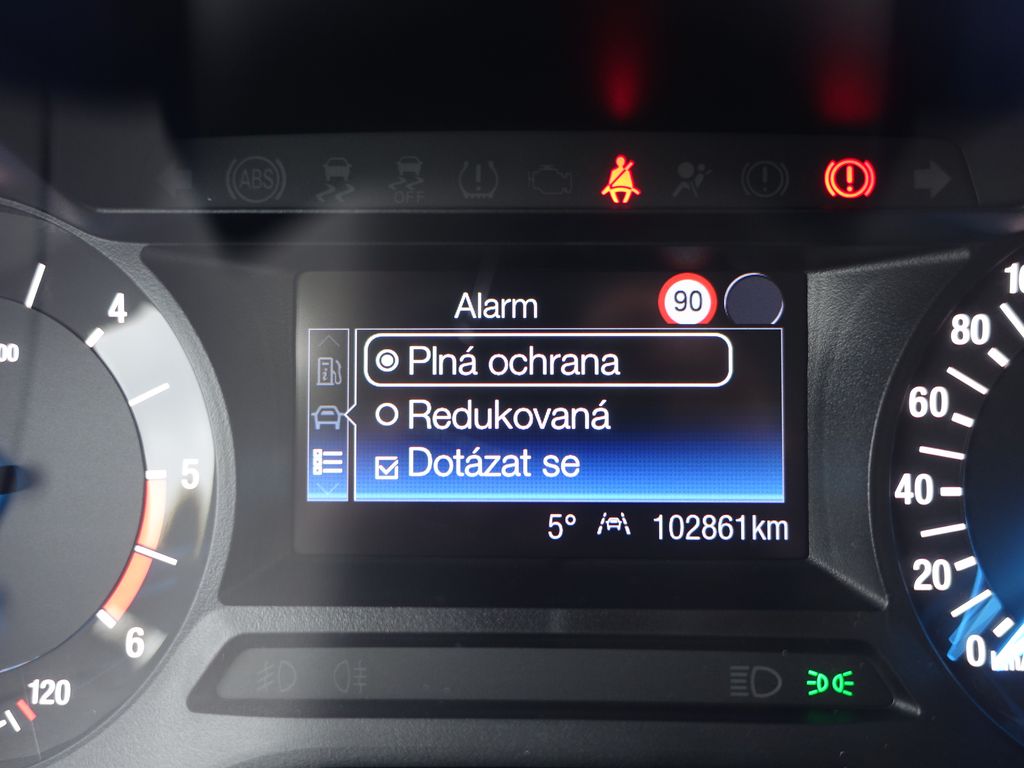 ABS
OFF
Alarm
90
Plná ochrana
Redukovaná
Dotázat se
5° 102861km
4
5
6
120
80
60
40
20
0